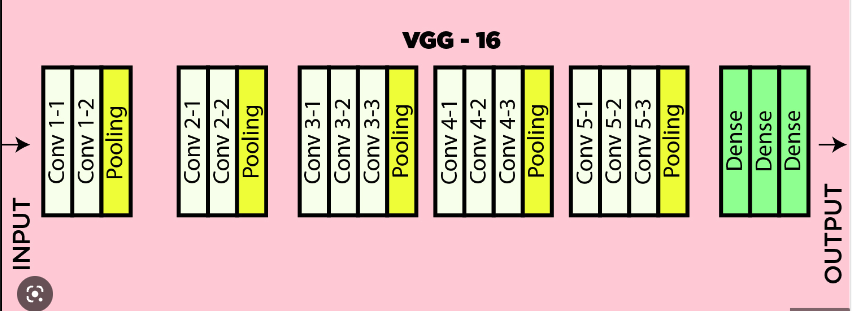 VGG - 16
INPUT
Conv 1-1
Conv 1-2
Pooling
Conv 2-1
Conv 2-2
Pooling
Conv 3-1
Conv 3-2
Conv 3-3
Pooling
Conv 4-1
Conv 4-2
Conv 4-3
Pooling
Conv 5-1
Conv 5-2
Conv 5-3
Pooling
Dense
Dense
Dense
OUTPUT